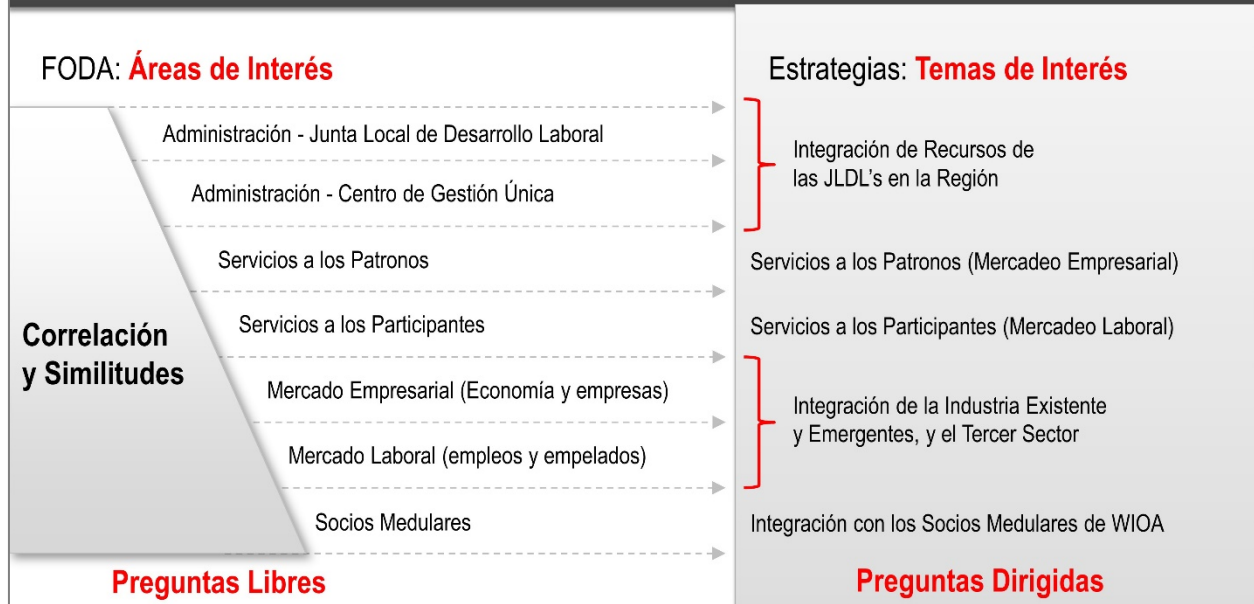 FODA: Áreas de Interés
Estrategias: Temas de Interés
Correlación
y Similitudes
Administración - Junta Local de Desarrollo Laboral
Administración - Centro de Gestión Única
Integración de Recursos de
las JLDL's en la Región
Servicios a los Patronos
Servicios a los Patronos (Mercadeo Empresarial)
Servicios a los Participantes
Servicios a los Participantes (Mercadeo Laboral)
Mercado Empresarial (Economía y empresas)
Mercado Laboral (empleos y empelados)
Integración de la Industria Existente
y Emergentes, y el Tercer Sector
Socios Medulares
Integración con los Socios Medulares de WIOA
Preguntas Libres
Preguntas Dirigidas